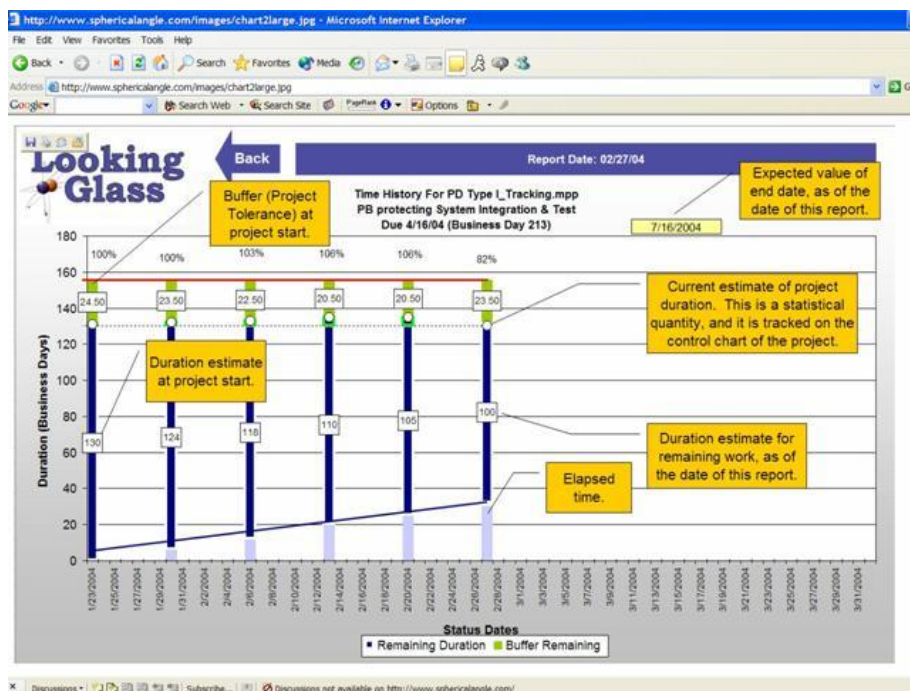 http://www.sphericalangle.com/images/chart2large.jpg - Microsoft Internet Explorer
File Edit View Favorites Tools Help
Back Search Favorites Media
Address http://www.sphericalangle.com/images/chart2large.jpg
Google Search Web Search Site PageRank Options
Looking
Glass
Back
Report Date: 02/27/04
Time History For PD Type I_Tracking.mpp
PB protecting System Integration & Test
Due 4/16/04 (Business Day 213)
Expected value of
end date, as of the
date of this report.
7/16/2004
Buffer (Project
Tolerance) at
project start.
Duration (Business Days)
180
160
140
120
100
80
60
40
20
0
100% 100% 103% 106% 106% 82%
24.50 23.50 22.50 20.50 20.50 23.50
Current estimate of project
duration. This is a statistical
quantity, and it is tracked on the
control chart of the project.
Duration estimate
at project start.
130 124 118 110 105 100
Duration estimate for
remaining work, as of
the date of this report.
Elapsed
time.
1/23/2004
1/25/2004
1/27/2004
1/29/2004
1/31/2004
2/2/2004
2/4/2004
2/6/2004
2/8/2004
2/10/2004
2/12/2004
2/14/2004
2/16/2004
2/18/2004
2/20/2004
2/22/2004
2/24/2004
2/26/2004
2/28/2004
3/1/2004
3/3/2004
3/5/2004
3/7/2004
3/9/2004
3/11/2004
3/13/2004
3/15/2004
3/17/2004
3/19/2004
3/21/2004
3/23/2004
3/25/2004
3/27/2004
3/29/2004
3/31/2004
Status Dates
Remaining Duration Buffer Remaining
Discussions Subscribe... Discussions not available on http://www.sphericalangle.com/